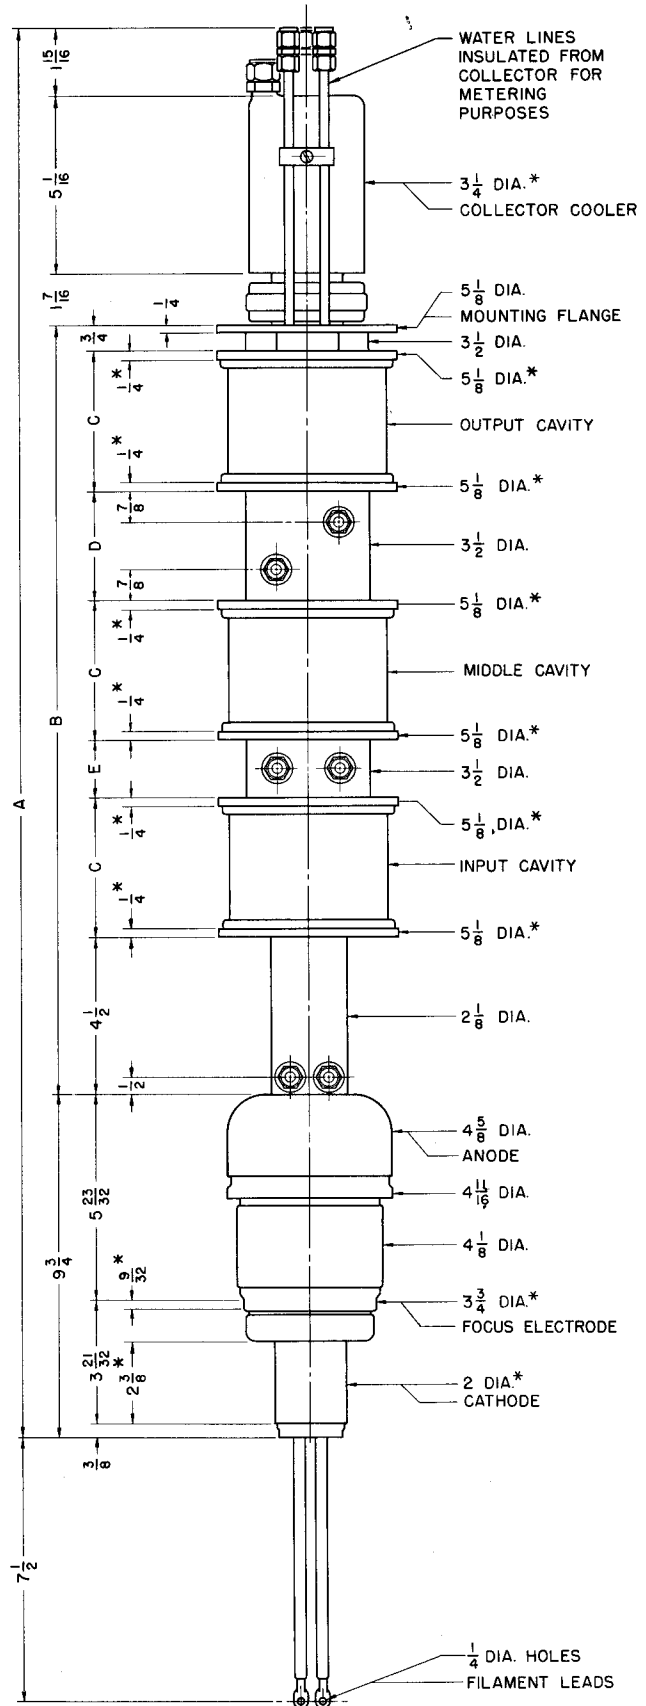 WATER LINES
INSULATED FROM
COLLECTOR FOR
METERING
PURPOSES
1 15/16
5 1/16
3 1/4 DIA.*
COLLECTOR COOLER
1 7/16
1/4
5 1/8 DIA.
MOUNTING FLANGE
3/4
3 1/2 DIA.
1/4*
5 1/8 DIA.*
C
OUTPUT CAVITY
1/4*
5 1/8 DIA.*
7/8
D
3 1/2 DIA.
7/8
5 1/8 DIA.*
1/4*
C
MIDDLE CAVITY
B
1/4*
5 1/8 DIA.*
E
3 1/2 DIA.
A
5 1/8, DIA.*
1/4*
C
INPUT CAVITY
1/4*
5 1/8 DIA.*
4 1/2
2 1/8 DIA.
1/2
4 5/8 DIA.
ANODE
5 23/32
4 11/16, DIA.
4 1/8 DIA.
9 3/4
9/32*
3 3/4 DIA.*
FOCUS ELECTRODE
3 21/32
2 3/8*
2 DIA.*
CATHODE
3/8
7 1/2
1/4 DIA. HOLES
FILAMENT LEADS